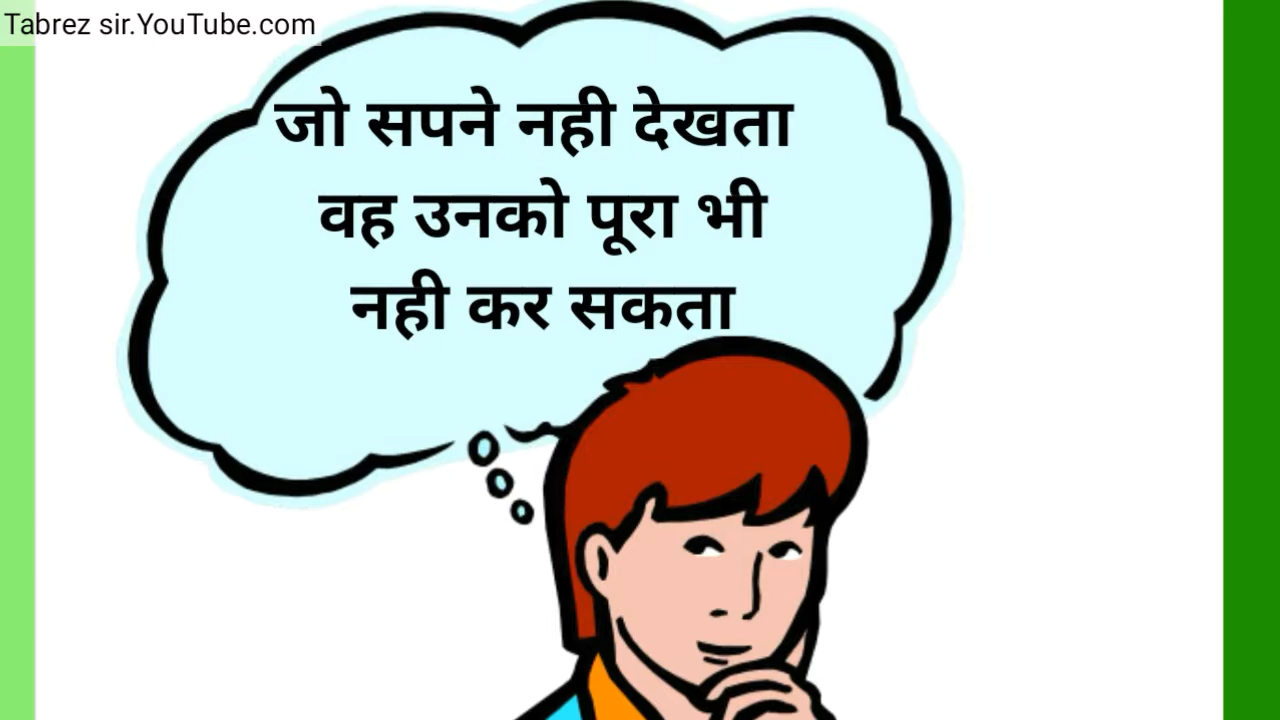 Tabrez sir.YouTube.com
जो सपने नही देखता
वह उनको पूरा भी
नही कर सकता